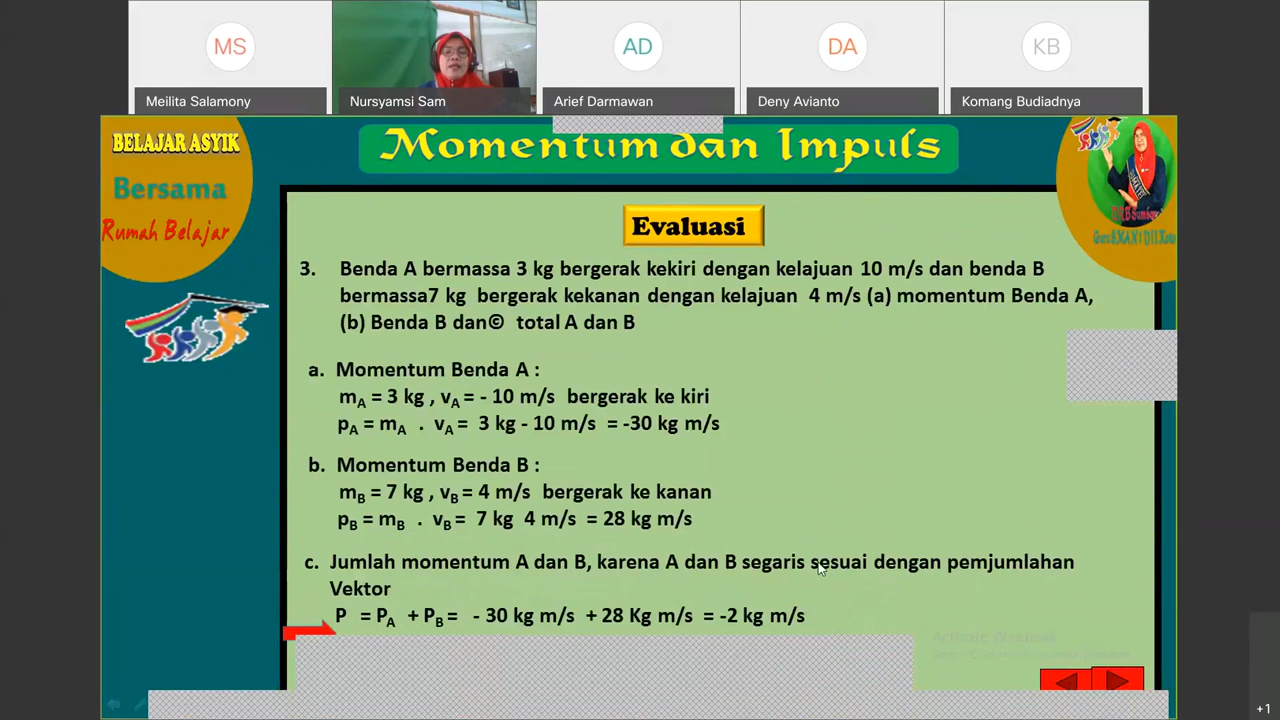 MS
AD
DA
KB
Meilita Salamony
Nursyamsi Sam
Arief Darmawan
Deny Avianto
Komang Budiadnya
BELAJAR ASYIK
Bersama
Rumah Belajar
Momentum dan Impuls
Evaluasi
3. Benda A bermassa 3 kg bergerak kekiri dengan kelajuan 10 m/s dan benda B
bermassa7 kg bergerak kekanan dengan kelajuan 4 m/s (a) momentum Benda A,
(b) Benda B dan© total A dan B
a. Momentum Benda A :
mA = 3 kg , vA = - 10 m/s bergerak ke kiri
pA = mA . vA = 3 kg - 10 m/s = -30 kg m/s
b. Momentum Benda B :
mB = 7 kg , vB = 4 m/s bergerak ke kanan
pB = mB . vB = 7 kg 4 m/s = 28 kg m/s
c. Jumlah momentum A dan B, karena A dan B segaris sesuai dengan pemjumlahan
Vektor
P = PA + PB = - 30 kg m/s + 28 Kg m/s = -2 kg m/s
Activate Windows
+1